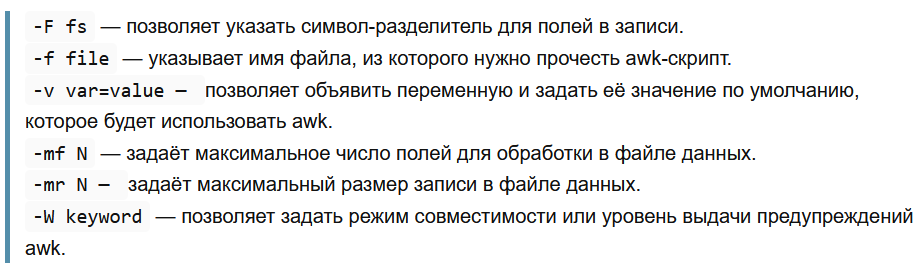 -F fs — позволяет указать символ-разделитель для полей в записи.
-f file — указывает имя файла, из которого нужно прочесть awk-скрипт.
-v var=value — позволяет объявить переменную и задать её значение по умолчанию,
которое будет использовать awk.
-mf N — задаёт максимальное число полей для обработки в файле данных.
-mr N — задаёт максимальный размер записи в файле данных.
-W keyword — позволяет задать режим совместимости или уровень выдачи предупреждений
awk.